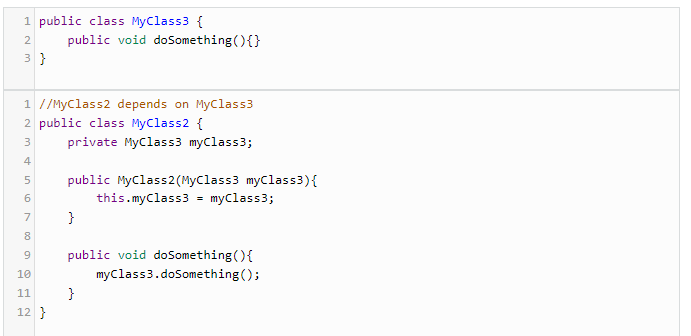 1 public class MyClass3 {
2     public void doSomething(){}
3 }
1 //MyClass2 depends on MyClass3
2 public class MyClass2 {
3     private MyClass3 myClass3;
4
5     public MyClass2(MyClass3 myClass3){
6         this.myClass3 = myClass3;
7     }
8
9     public void doSomething(){
10         myClass3.doSomething();
11     }
12 }